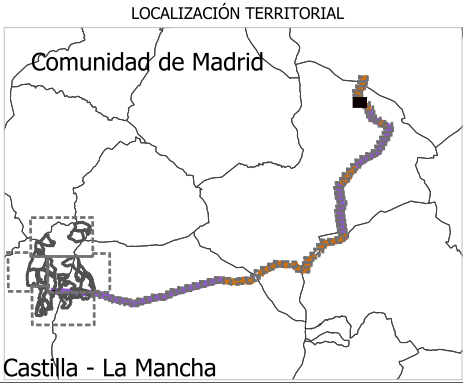 LOCALIZACIÓN TERRITORIAL
Comunidad de Madrid
Castilla - La Mancha